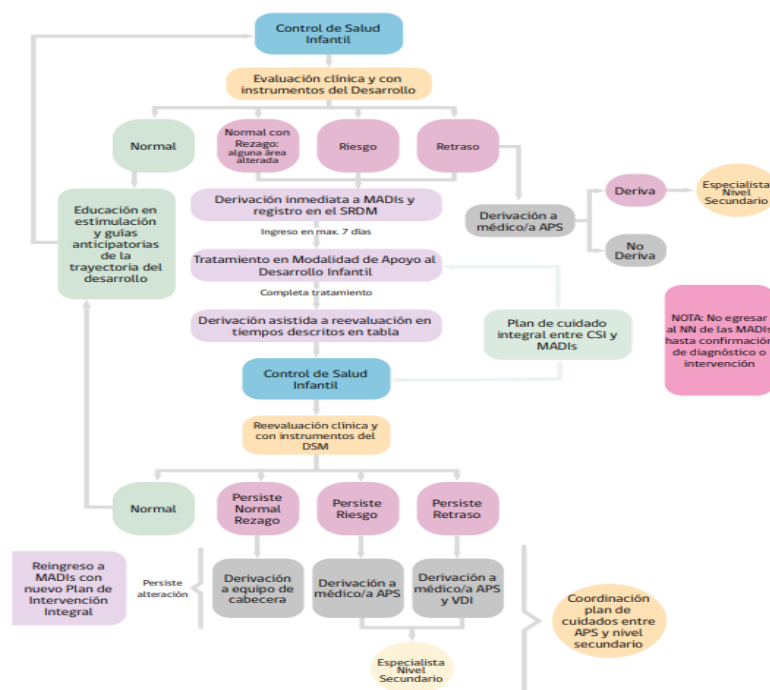 Control de Salud
Infantil
Evaluación clínica y con
instrumentos del Desarrollo
Normal
Normal con
Rezago:
alguna área
alterada
Riesgo
Retraso
Derivación inmediata a MADIs y
registro en el SRDM
Ingreso en max. 7 días
Educación en
estimulación
y guías
anticipatorias
de la
trayectoria del
desarrollo
Derivación a
médico/a APS
Deriva
Especialista
Nivel
Secundario
No
Deriva
Tratamiento en Modalidad de Apoyo al
Desarrollo Infantil
Completa tratamiento
Derivación asistida a reevaluación en
tiempos descritos en tabla
Plan de cuidado
integral entre CSI y
MADIs
NOTA: No egresar
al NN de las MADIs
hasta confirmación
de diagnóstico o
intervención
Control de Salud
Infantil
Reevaluación clínica y
con instrumentos del
DSM
Normal
Persiste
Normal
Rezago
Persiste
Riesgo
Persiste
Retraso
Reingreso a
MADIs con
nuevo Plan de
Intervención
Integral
Persiste
alteración
Derivación
a equipo de
cabecera
Derivación a
médico/a APS
Derivación a
médico/a APS
y VDI
Coordinación
plan de
cuidados entre
APS y nivel
secundario
Especialista
Nivel
Secundario